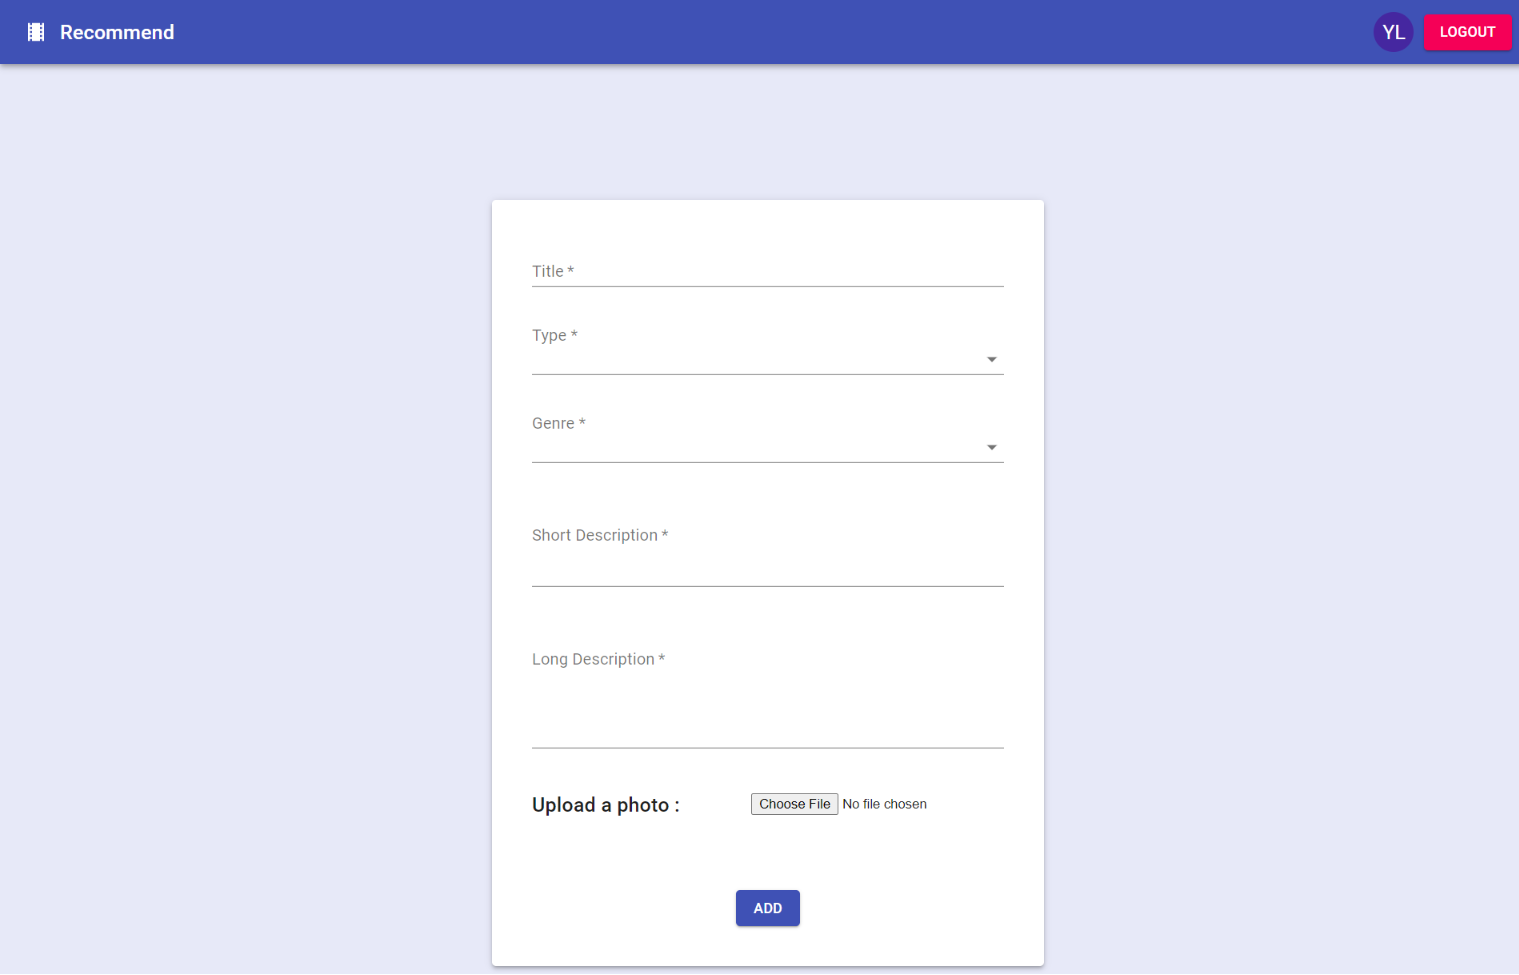 Recommend
YL
LOGOUT
Title *
Type *
Genre *
Short Description *
Long Description *
Upload a photo :
Choose File No file chosen
ADD